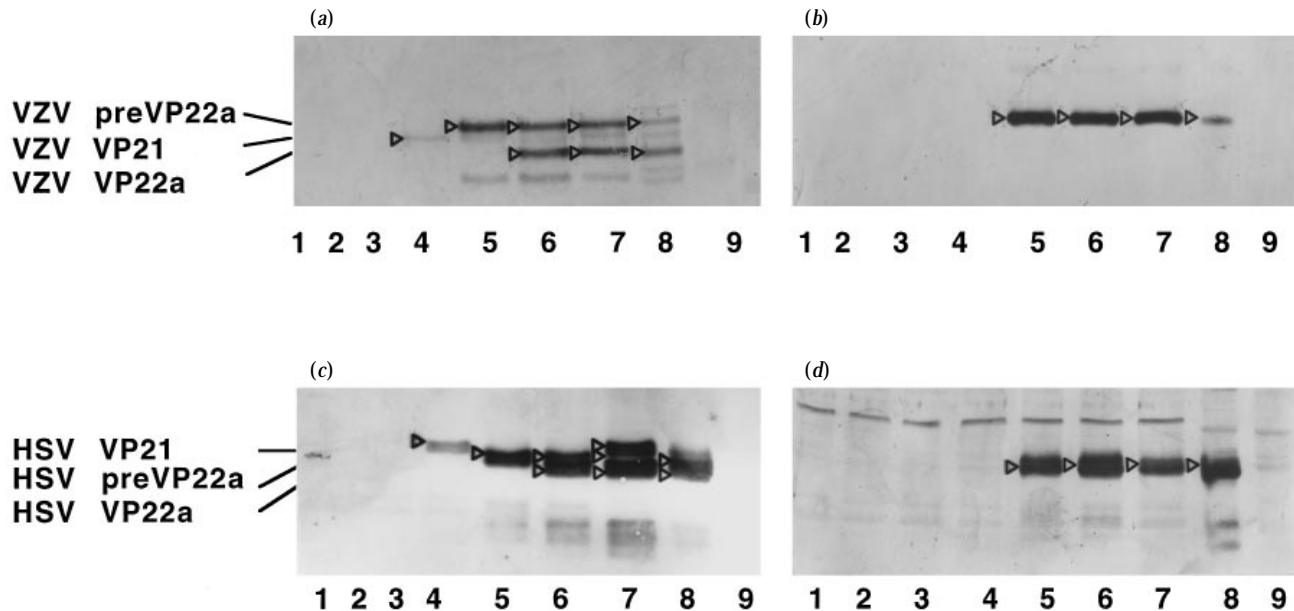 (a) (b)
VZV preVP22a
VZV VP21
VZV VP22a
1 2 3 4 5 6 7 8 9 1 2 3 4 5 6 7 8 9
(c) (d)
HSV VP21
HSV preVP22a
HSV VP22a
1 2 3 4 5 6 7 8 9 1 2 3 4 5 6 7 8 9